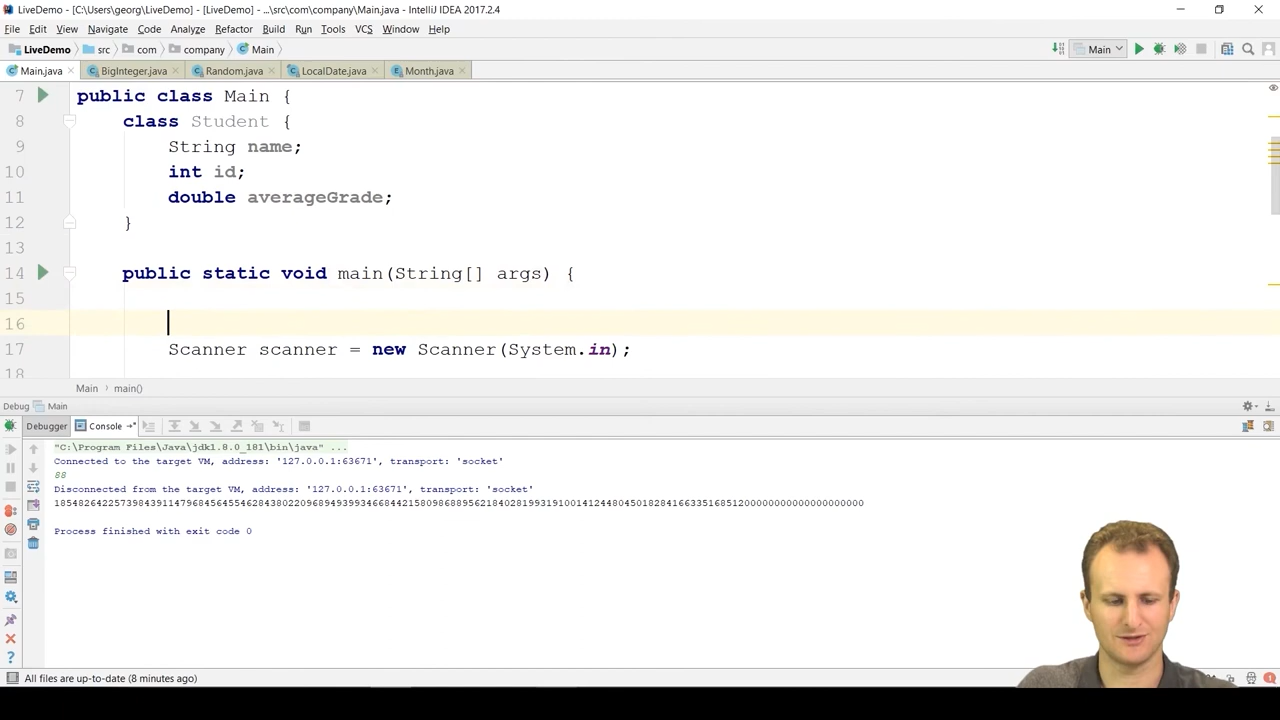 LiveDemo - [C:\Users\georg\LiveDemo] - [LiveDemo] - ...\src\com\company\Main.java - IntelliJ IDEA 2017.2.4
File Edit View Navigate Code Analyze Refactor Build Run Tools VCS Window Help
LiveDemo src com company Main Main
Main.java BigInteger.java Random.java LocalDate.java Month.java
7 public class Main {
8 class Student {
9 String name;
10 int id;
11 double averageGrade;
12 }
13
14 public static void main(String[] args) {
15
16
17 Scanner scanner = new Scanner(System.in);
18
Main main()
Debug Main
Debugger Console
"C:\Program Files\Java\jdk1.8.0_181\bin\java" ...
Connected to the target VM, address: '127.0.0.1:63671', transport: 'socket'
88
Disconnected from the target VM, address: '127.0.0.1:63671', transport: 'socket'
Process finished with exit code 0
All files are up-to-date (8 minutes ago)